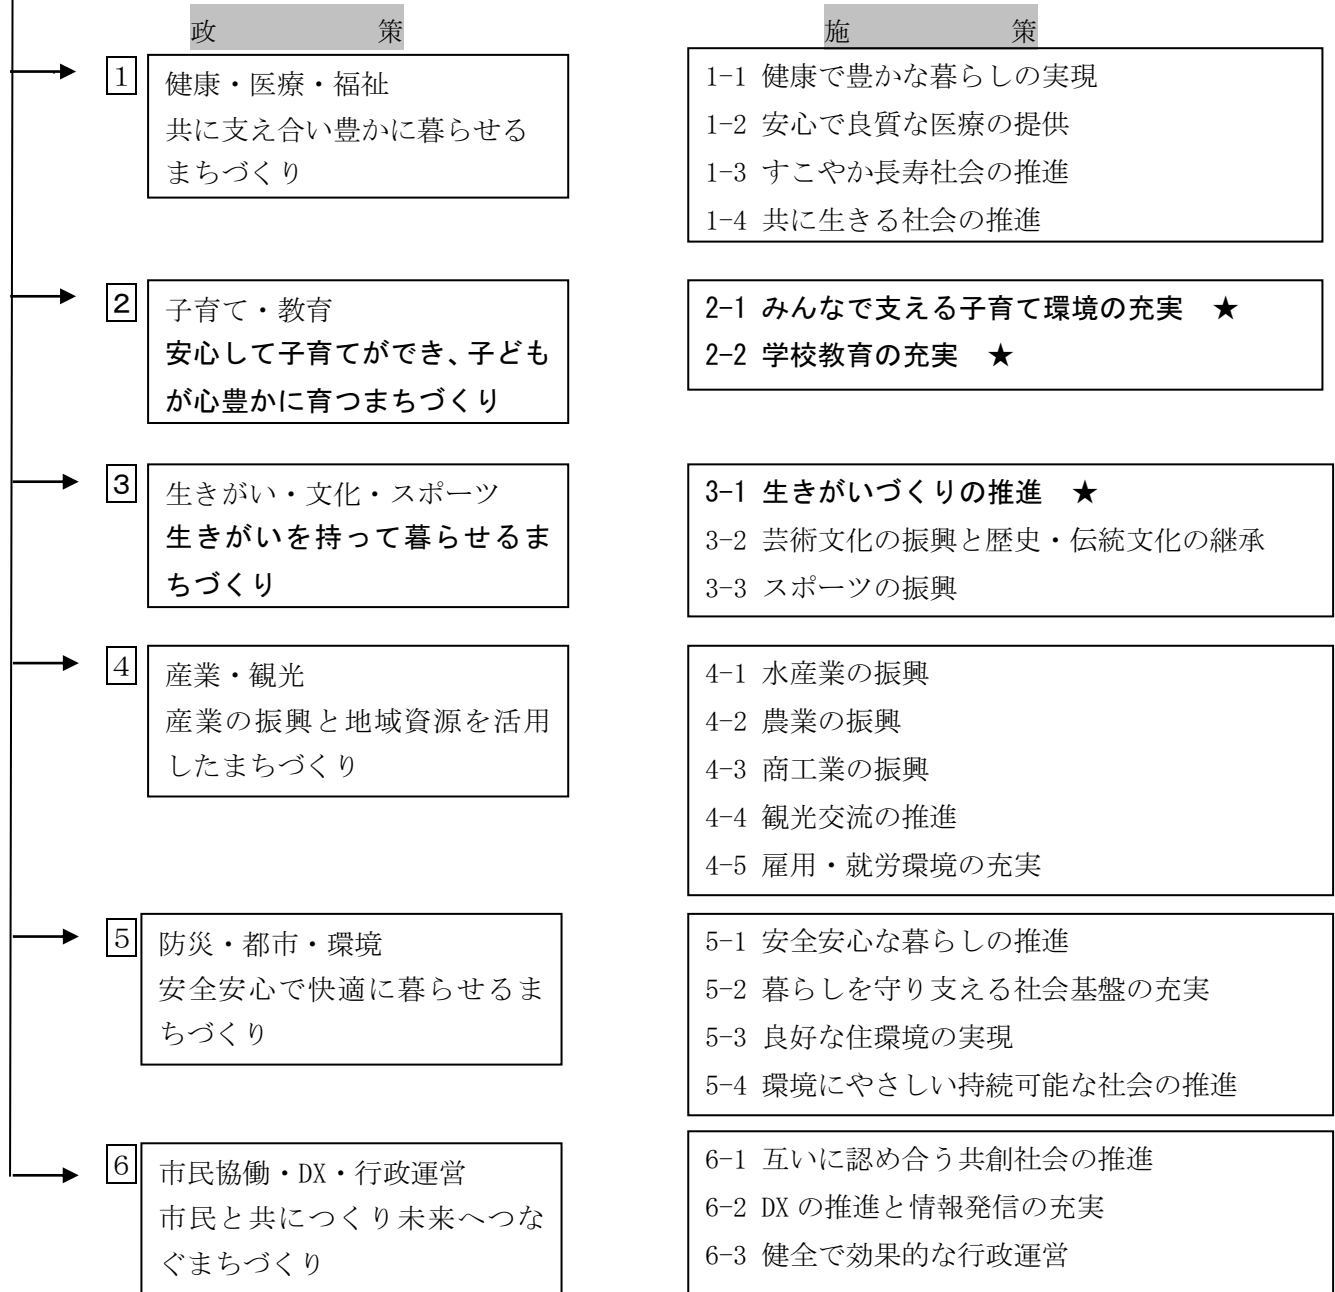 政　　　　　策
施　　　　　策
1
健康・医療・福祉
共に支え合い豊かに暮らせる
まちづくり
1-1 健康で豊かな暮らしの実現
1-2 安心で良質な医療の提供
1-3 すこやか長寿社会の推進
1-4 共に生きる社会の推進
2
子育て・教育
安心して子育てができ、子ども
が心豊かに育つまちづくり
2-1 みんなで支える子育て環境の充実　★
2-2 学校教育の充実　★
3
生きがい・文化・スポーツ
生きがいを持って暮らせるま
ちづくり
3-1 生きがいづくりの推進　★
3-2 芸術文化の振興と歴史・伝統文化の継承
3-3 スポーツの振興
4
産業・観光
産業の振興と地域資源を活用
したまちづくり
4-1 水産業の振興
4-2 農業の振興
4-3 商工業の振興
4-4 観光交流の推進
4-5 雇用・就労環境の充実
5
防災・都市・環境
安全安心で快適に暮らせるま
ちづくり
5-1 安全安心な暮らしの推進
5-2 暮らしを守り支える社会基盤の充実
5-3 良好な住環境の実現
5-4 環境にやさしい持続可能な社会の推進
6
市民協働・DX・行政運営
市民と共につくり未来へつな
ぐまちづくり
6-1 互いに認め合う共創社会の推進
6-2 DX の推進と情報発信の充実
6-3 健全で効果的な行政運営